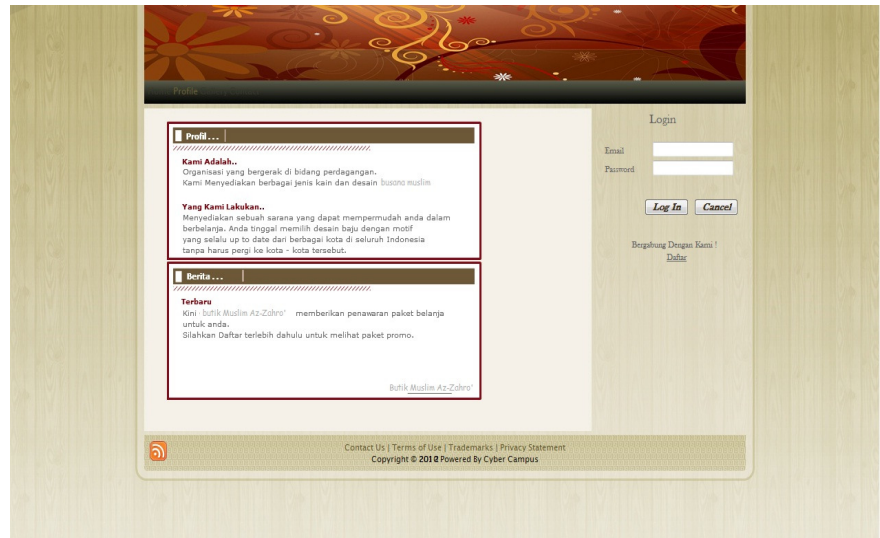 Profile
Profil...
Kami Adalah..
Organisasi yang bergerak di bidang perdagangan.
Kami Menyediakan berbagai jenis kain dan desain busana muslim
Yang Kami Lakukan..
Menyediakan sebuah sarana yang dapat mempermudah anda dalam
berbelanja. Anda tinggal memilih desain baju dengan motif
yang selalu up to date dari berbagai kota di seluruh Indonesia
tanpa harus pergi ke kota - kota tersebut.
Berita...
Terbaru
Kini butik Muslim Az-Zahro' memberikan penawaran paket belanja
untuk anda.
Silahkan Daftar terlebih dahulu untuk melihat paket promo.
Butik Muslim Az-Zahro'
Login
Email
Password
Log In Cancel
Bergabung Dengan Kami !
Daftar
Contact Us | Terms of Use | Trademarks | Privacy Statement
Copyright © 2012 Powered By Cyber Campus